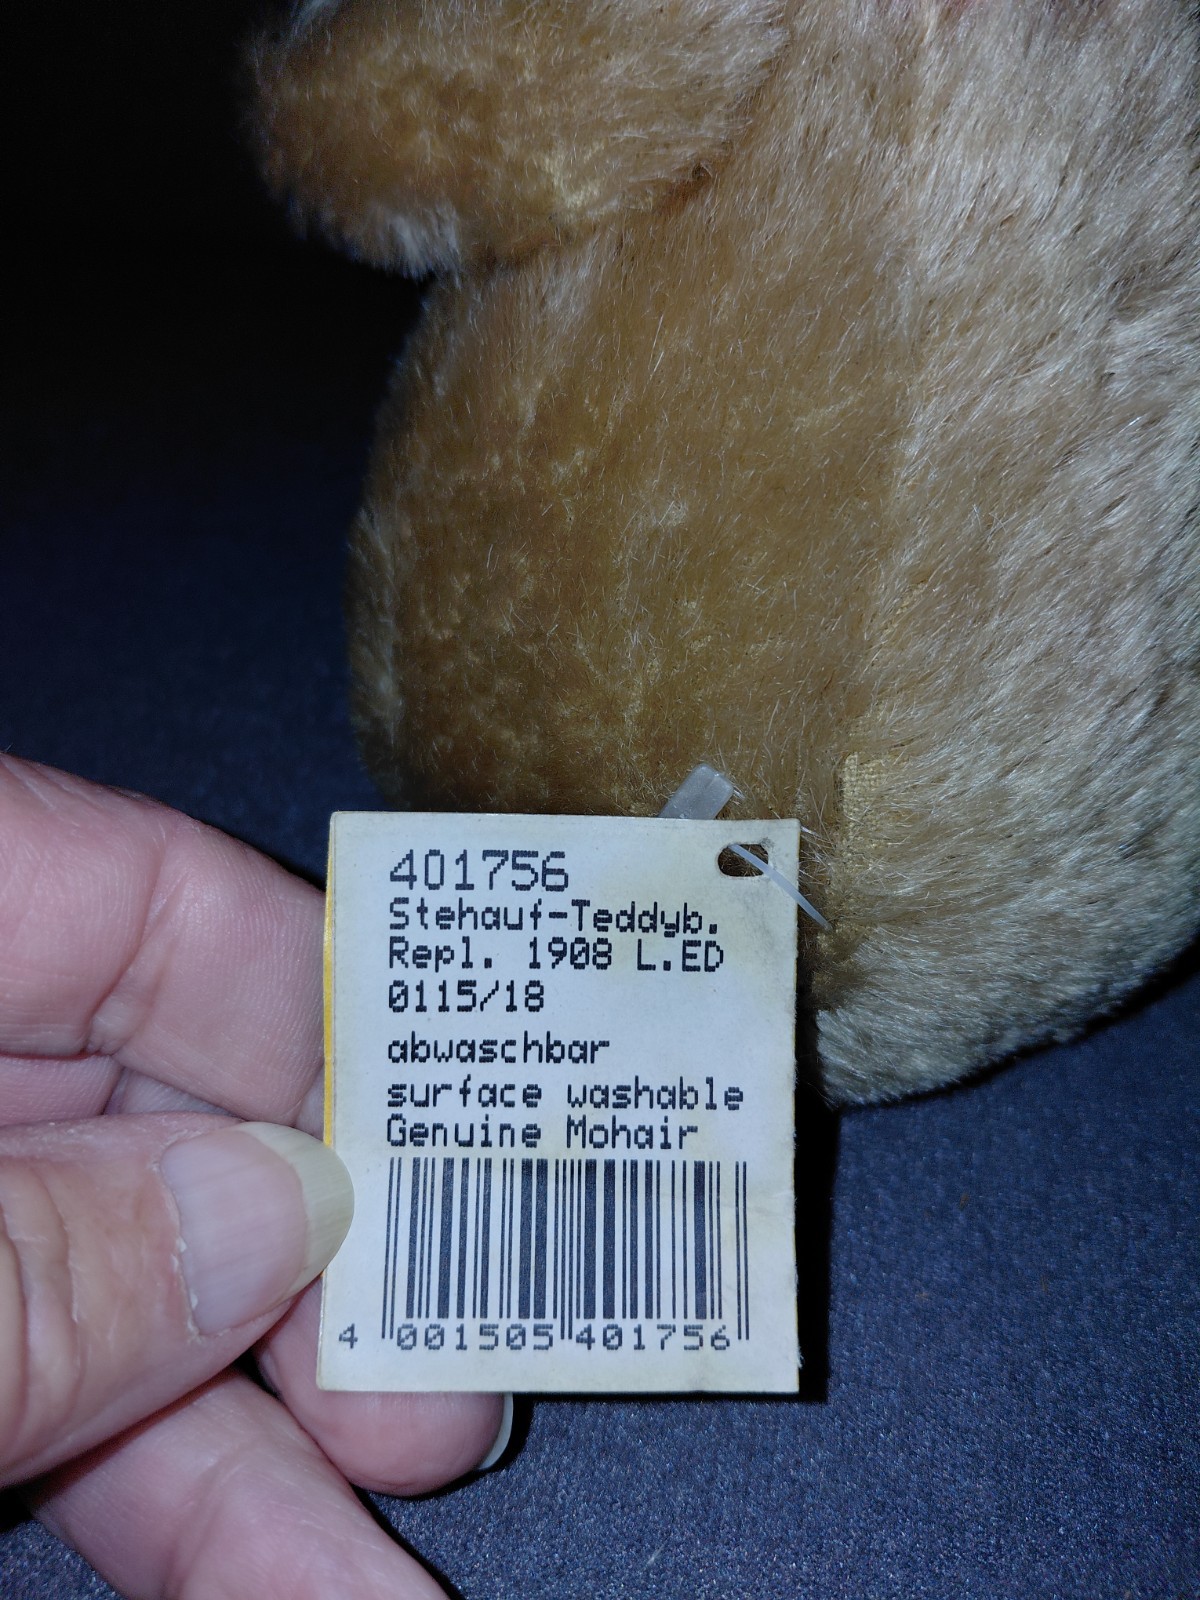 401756
Stehauf-Teddyb.
Repl. 1908 L.ED
0115/18
abwaschbar
surface washable
Genuine Mohair
4 001505 401756